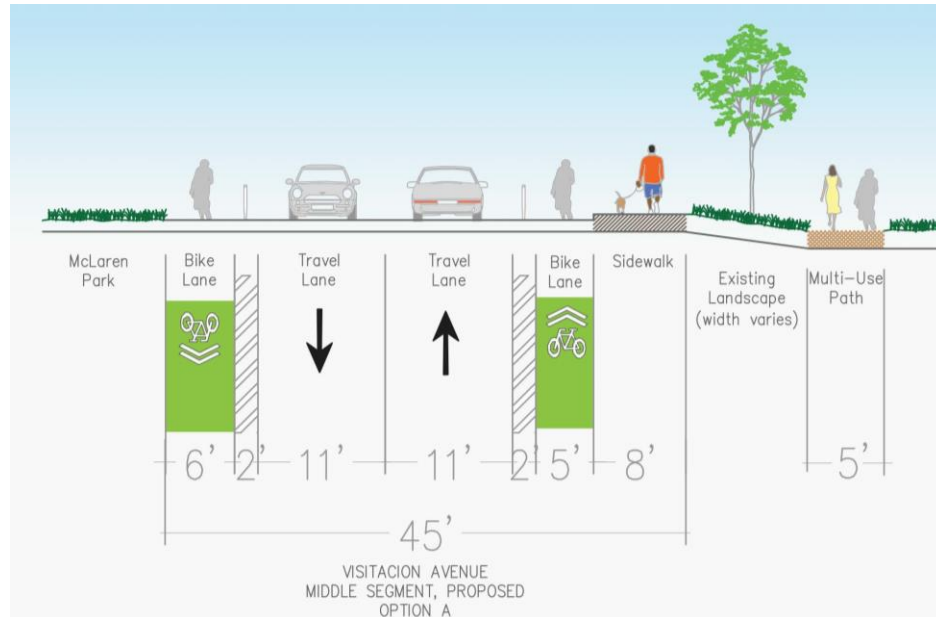 McLaren
Park
Bike
Lane
Travel
Lane
Travel
Lane
Bike
Lane
Sidewalk
Existing
Landscape
(width varies)
Multi-Use
Path
6'
2'
11'
11'
2'
5'
8'
5'
45'
VISITACION AVENUE
MIDDLE SEGMENT, PROPOSED
OPTION A